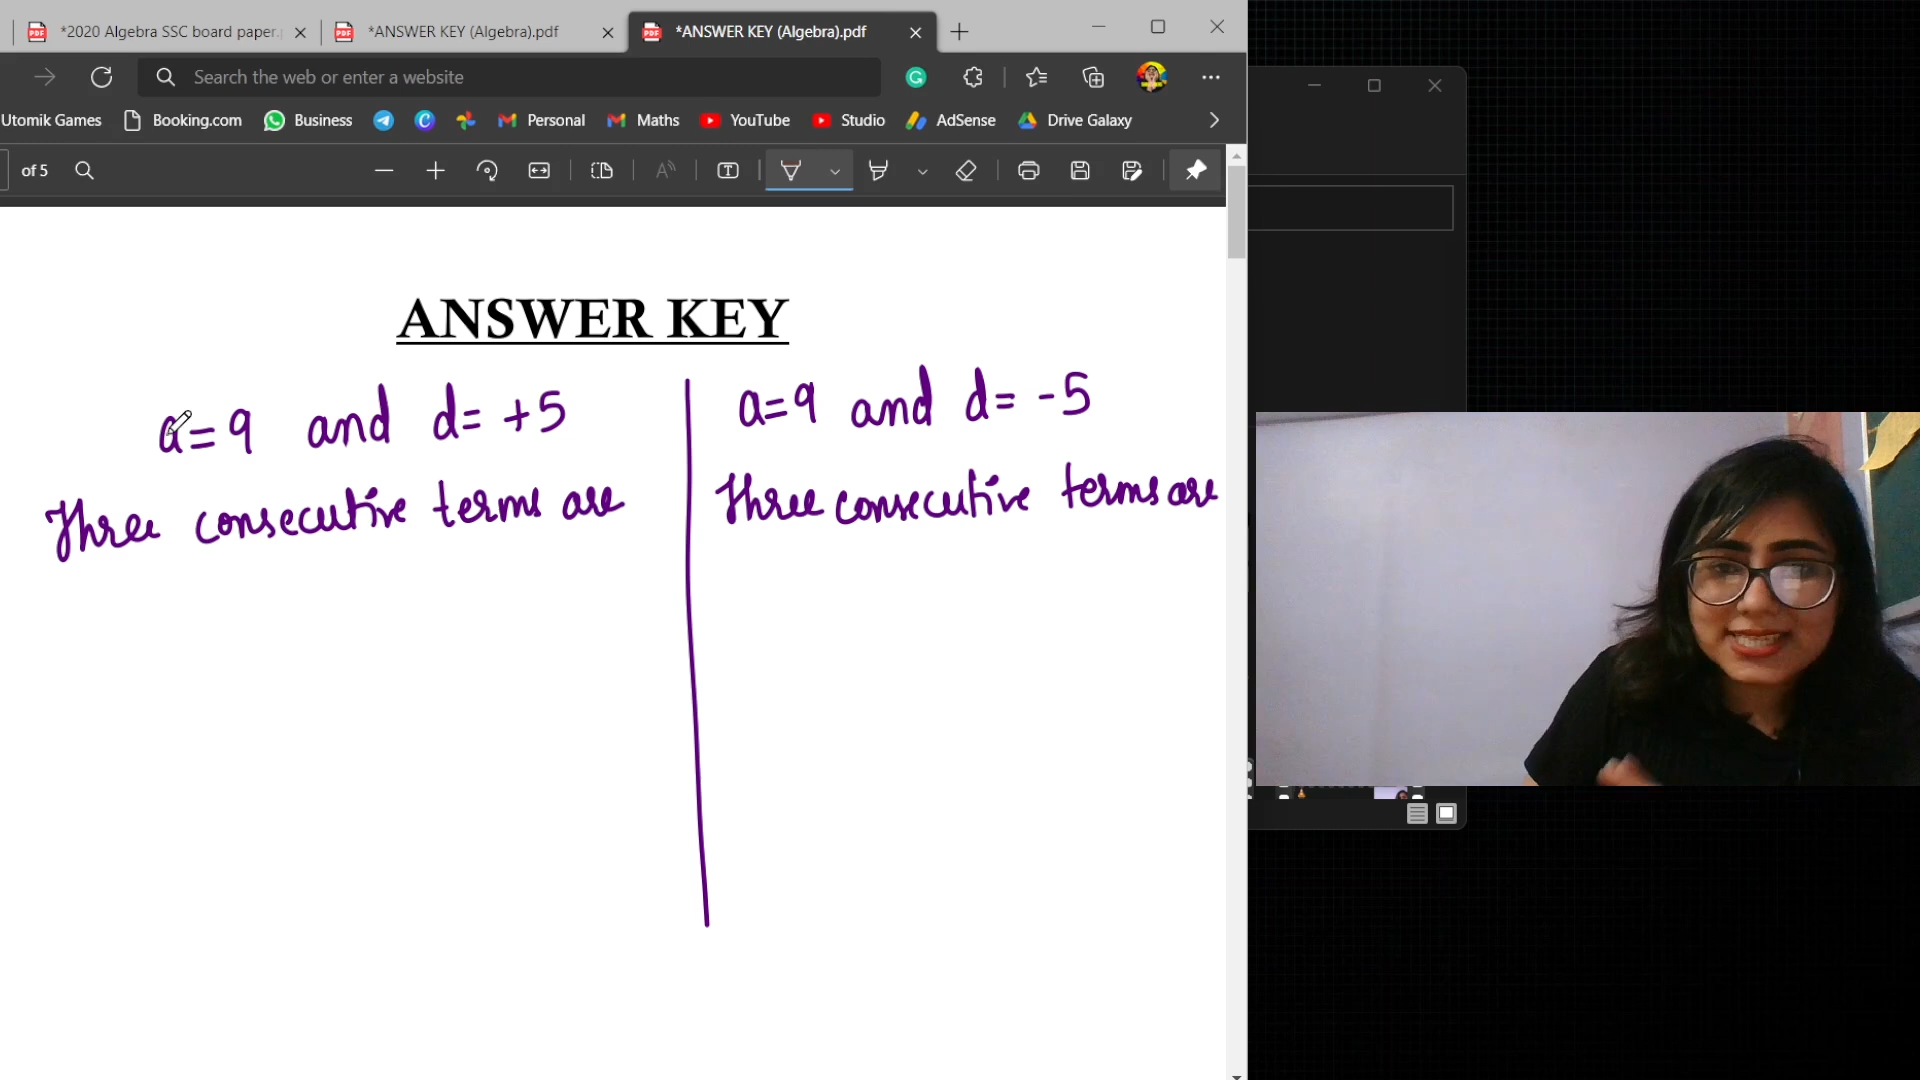 *2020 Algebra SSC board paper.p
*ANSWER KEY (Algebra).pdf
*ANSWER KEY (Algebra).pdf
Search the web or enter a website
Utomik Games
Booking.com
Business
Personal
Maths
YouTube
Studio
AdSense
Drive Galaxy
of 5
ANSWER KEY
a=9 and d= +5
Three consecutive terms are
a=9 and d= -5
Three consecutive terms are